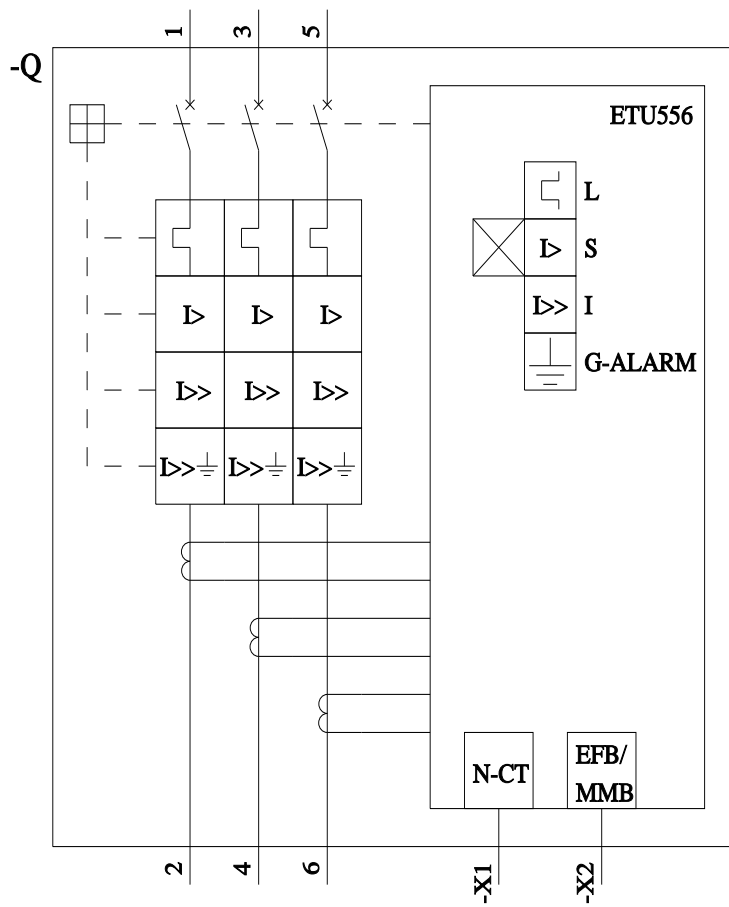 1 3 5
-Q
ETU556
L
I> S
I>> I
G-ALARM
I> I> I>
I>> I>> I>>
I>> I>> I>>
N-CT
EFB/
MMB
2 4 6 -X1 -X2